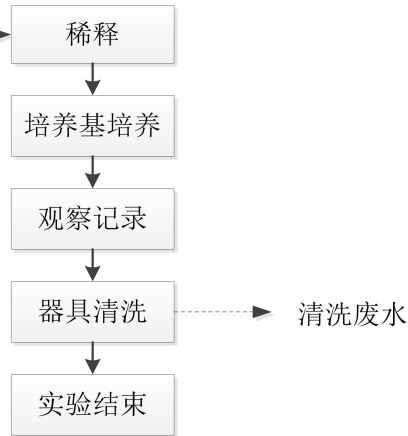 稀释
培养基培养
观察记录
器具清洗
清洗废水
实验结束